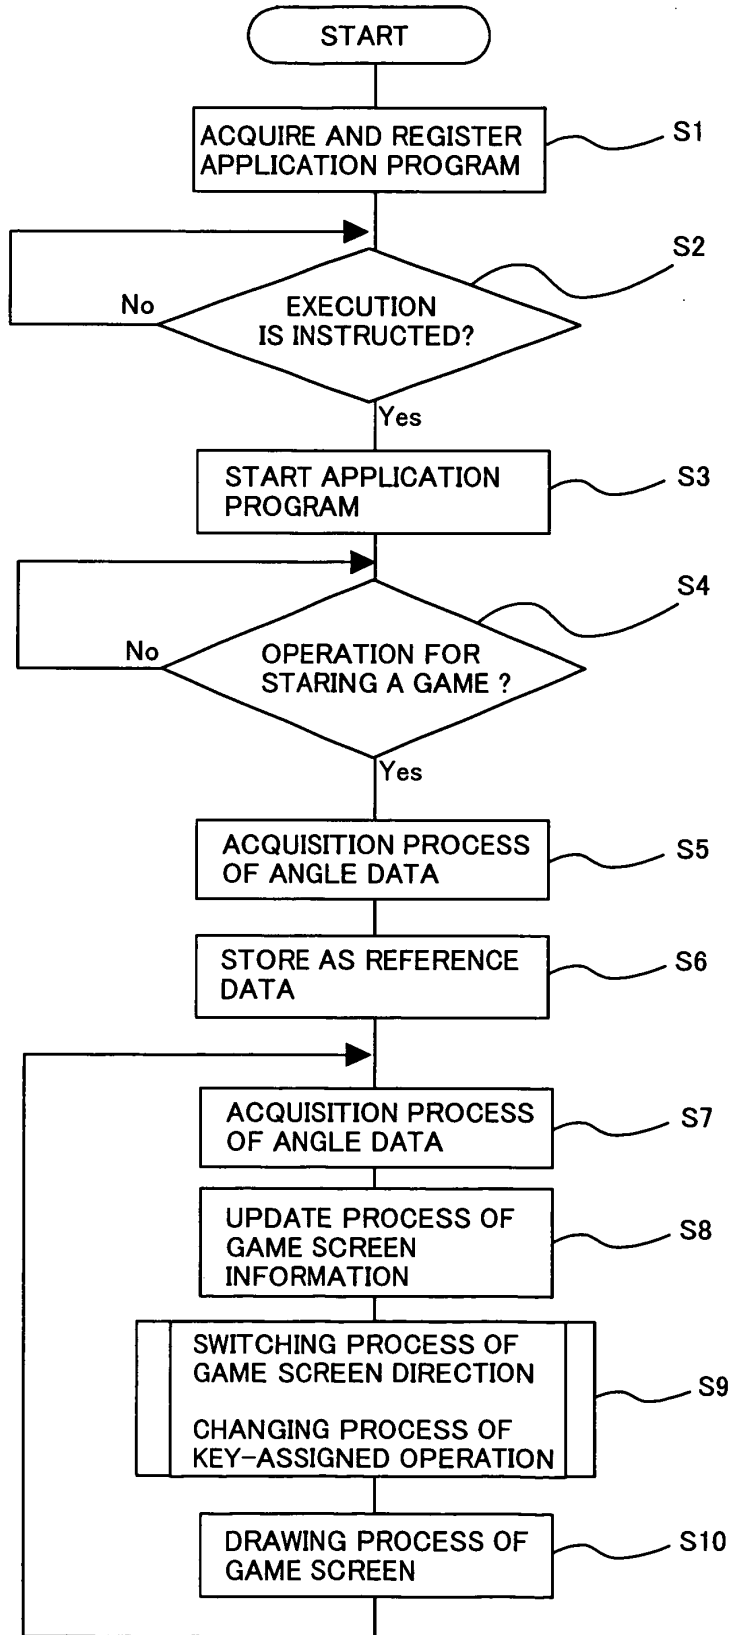 START
ACQUIRE AND REGISTER
APPLICATION PROGRAM
S1
S2
No
EXECUTION
IS INSTRUCTED?
Yes
START APPLICATION
PROGRAM
S3
S4
No
OPERATION FOR
STARING A GAME ?
Yes
ACQUISITION PROCESS
OF ANGLE DATA
S5
STORE AS REFERENCE
DATA
S6
ACQUISITION PROCESS
OF ANGLE DATA
S7
UPDATE PROCESS OF
GAME SCREEN
INFORMATION
S8
SWITCHING PROCESS OF
GAME SCREEN DIRECTION
CHANGING PROCESS OF
KEY-ASSIGNED OPERATION
S9
DRAWING PROCESS OF
GAME SCREEN
S10